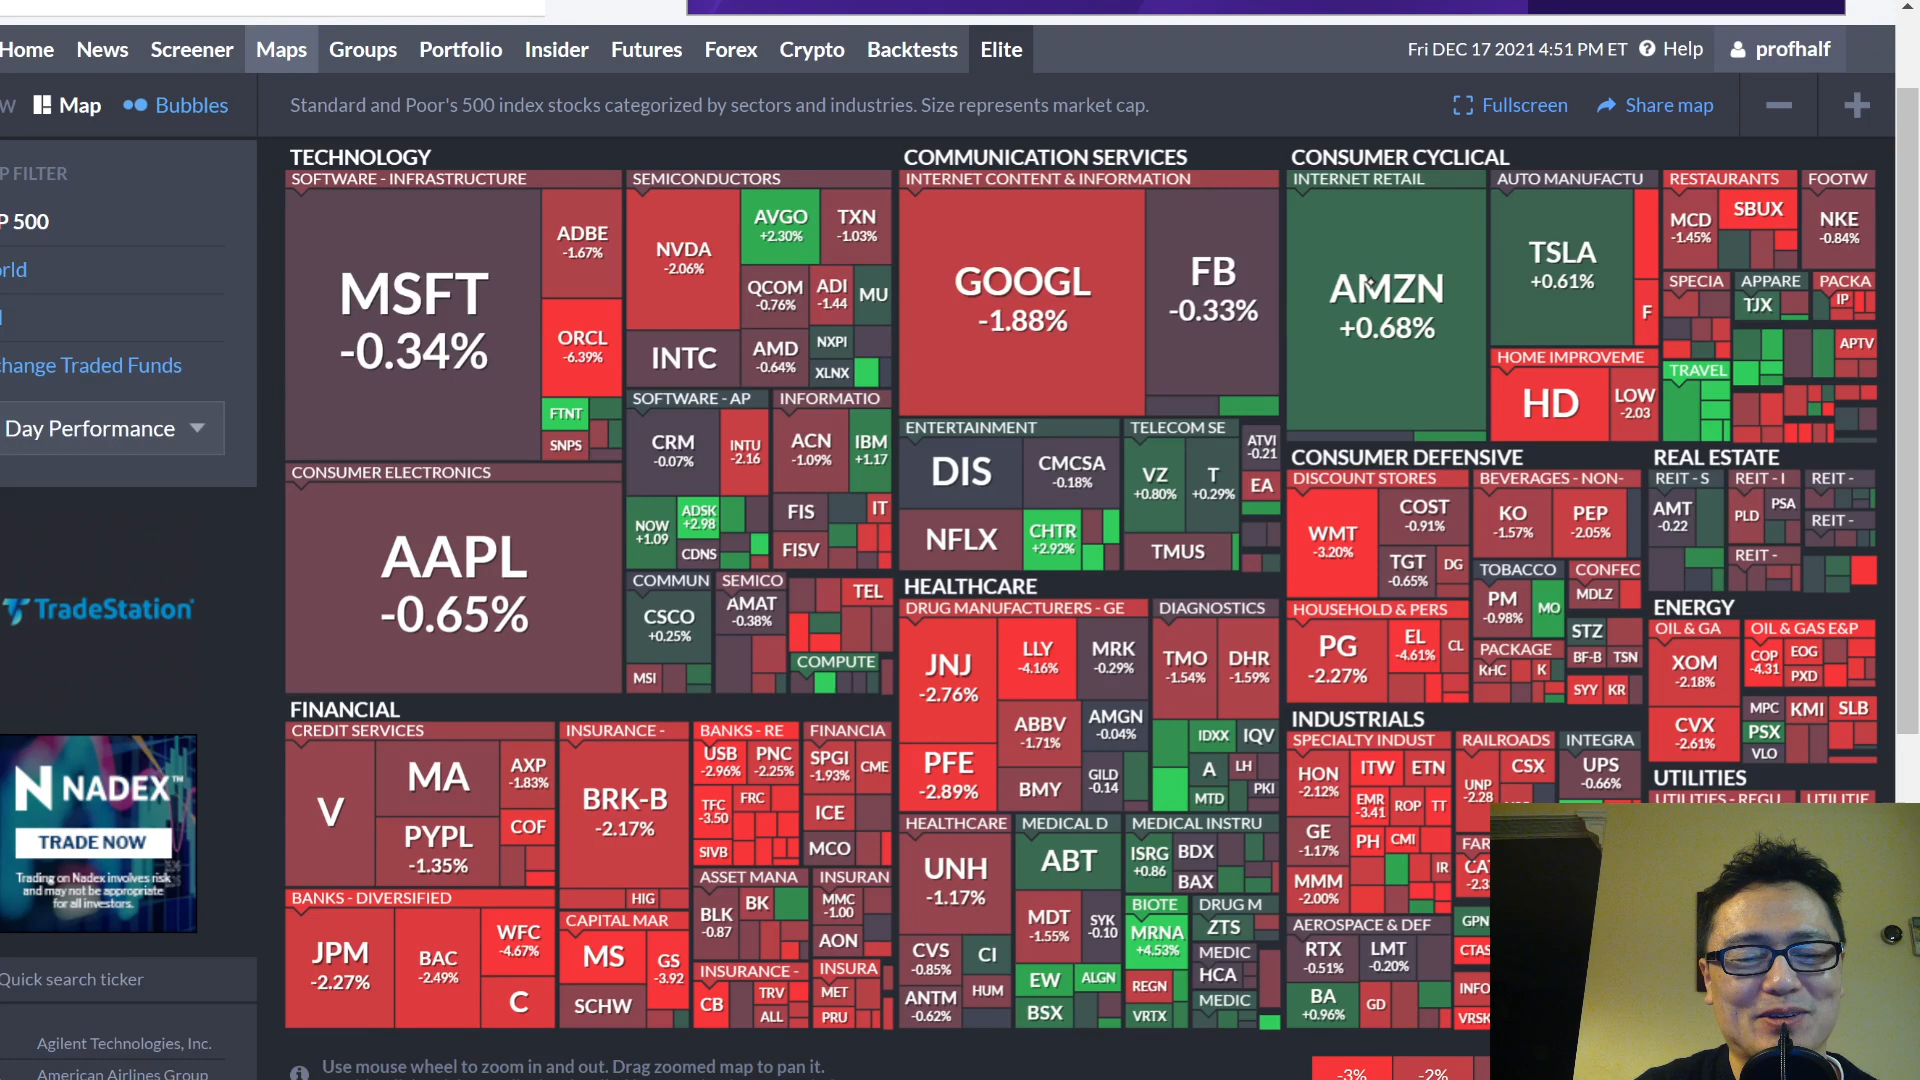 Home News Screener Maps Groups Portfolio Insider Futures Forex Crypto Backtests Elite
Fri DEC 17 2021 4:51 PM ET Help profhalf
W Map Bubbles
Standard and Poor's 500 index stocks categorized by sectors and industries. Size represents market cap.
Fullscreen Share map
P FILTER
P 500
orld
change Traded Funds
Day Performance
TradeStation
NADEX™
TRADE NOW
Trading on Nadex involves risk
and may not be appropriate
for all investors.
Quick search ticker
Agilent Technologies, Inc.
American Airlines Group
TECHNOLOGY
SOFTWARE - INFRASTRUCTURE
MSFT
-0.34%
ADBE
-1.67%
ORCL
-6.39%
FTNT
SNPS
CONSUMER ELECTRONICS
AAPL
-0.65%
SEMICONDUCTORS
NVDA
-2.06%
AVGO
+2.30%
TXN
-1.03%
QCOM
-0.76%
ADI
-1.44
MU
INTC
AMD
-0.64%
NXPI
XLNX
SOFTWARE - AP
CRM
-0.07%
INTU
-2.16
NOW
+1.09
ADSK
+2.98
CDNS
INFORMATIO
ACN
-1.09%
IBM
+1.17
FIS
IT
FISV
COMMUN
CSCO
+0.25%
MSI
SEMICO
AMAT
-0.38%
TEL
COMPUTE
FINANCIAL
CREDIT SERVICES
V
MA
AXP
-1.83%
PYPL
-1.35%
COF
BANKS - DIVERSIFIED
JPM
-2.27%
BAC
-2.49%
WFC
-4.67%
C
INSURANCE -
BRK-B
-2.17%
HIG
CAPITAL MAR
MS
GS
-3.92
SCHW
BANKS - RE
USB
-2.96%
PNC
-2.25%
TFC
-3.50
FRC
SIVB
FINANCIA
SPGI
-1.93%
CME
ICE
MCO
ASSET MANA
BLK
-0.87
BK
INSURAN
MMC
-1.00
AON
INSURANCE -
CB
TRV
ALL
INSURA
MET
PRU
COMMUNICATION SERVICES
INTERNET CONTENT & INFORMATION
GOOGL
-1.88%
FB
-0.33%
ENTERTAINMENT
DIS
CMCSA
-0.18%
NFLX
CHTR
+2.92%
TELECOM SE
VZ
+0.80%
T
+0.29%
TMUS
ATVI
-0.21
EA
HEALTHCARE
DRUG MANUFACTURERS - GE
JNJ
-2.76%
LLY
-4.16%
MRK
-0.29%
PFE
-2.89%
ABBV
-1.71%
AMGN
-0.04%
BMY
GILD
-0.14
DIAGNOSTICS
TMO
-1.54%
DHR
-1.59%
IDXX
IQV
A
LH
MTD
PKI
HEALTHCARE
UNH
-1.17%
CVS
-0.85%
CI
ANTM
-0.62%
HUM
MEDICAL D
ABT
MDT
-1.55%
SYK
-0.10
EW
ALGN
BSX
MEDICAL INSTRU
ISRG
+0.86
BDX
BAX
BIOTE
MRNA
+4.53%
REGN
VRTX
DRUG M
ZTS
MEDIC
HCA
MEDIC
CONSUMER CYCLICAL
INTERNET RETAIL
AMZN
+0.68%
AUTO MANUFACTU
TSLA
+0.61%
F
HOME IMPROVEME
HD
LOW
-2.03
RESTAURANTS
MCD
-1.45%
SBUX
FOOTW
NKE
-0.84%
SPECIA
APPARE
TJX
PACKA
IP
APTV
TRAVEL
CONSUMER DEFENSIVE
DISCOUNT STORES
WMT
-3.20%
COST
-0.91%
TGT
-0.65%
DG
BEVERAGES - NON-
KO
-1.57%
PEP
-2.05%
HOUSEHOLD & PERS
PG
-2.27%
EL
-4.61%
CL
TOBACCO
PM
-0.98%
MO
CONFEC
MDLZ
STZ
PACKAGE
KHC
K
BF-B
TSN
SYY
KR
REAL ESTATE
REIT - S
AMT
-0.22
REIT - I
PLD
PSA
REIT -
REIT -
REIT -
ENERGY
OIL & GA
XOM
-2.18%
CVX
-2.61%
OIL & GAS E&P
COP
-4.31
EOG
PXD
MPC
KMI
SLB
PSX
VLO
INDUSTRIALS
SPECIALTY INDUST
HON
-2.12%
ITW
ETN
EMR
-3.41
ROP
TT
GE
-1.17%
PH
CMI
IR
MMM
-2.00%
RAILROADS
UNP
-2.28
CSX
INTEGRA
UPS
-0.66%
FAR
CAT
-2.3
AEROSPACE & DEF
RTX
-0.51%
LMT
-0.20%
BA
+0.96%
GD
GPN
CTAS
INFO
VRSK
UTILITIES
UTILITIES - REGU
UTILITIE
Use mouse wheel to zoom in and out. Drag zoomed map to pan it.
-3% -2%